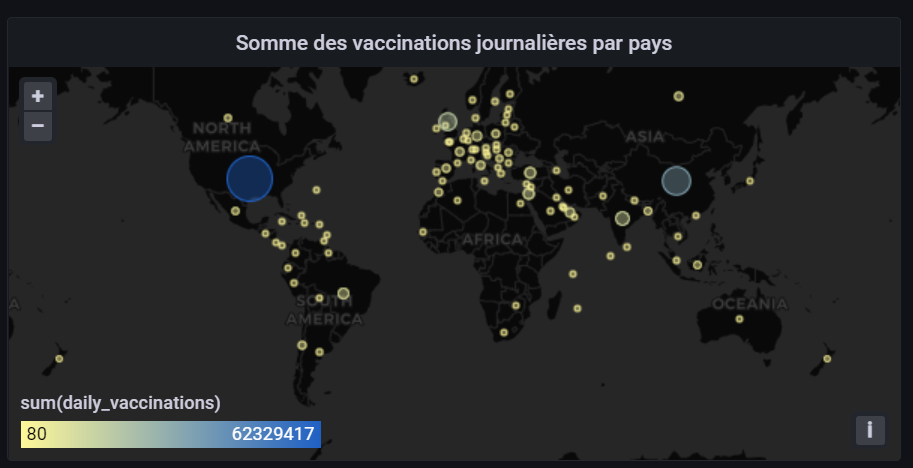 Somme des vaccinations journalières par pays
+
−
NORTH
AMERICA
ASIA
AFRICA
SOUTH
AMERICA
OCEANIA
A
sum(daily_vaccinations)
80 62329417
i